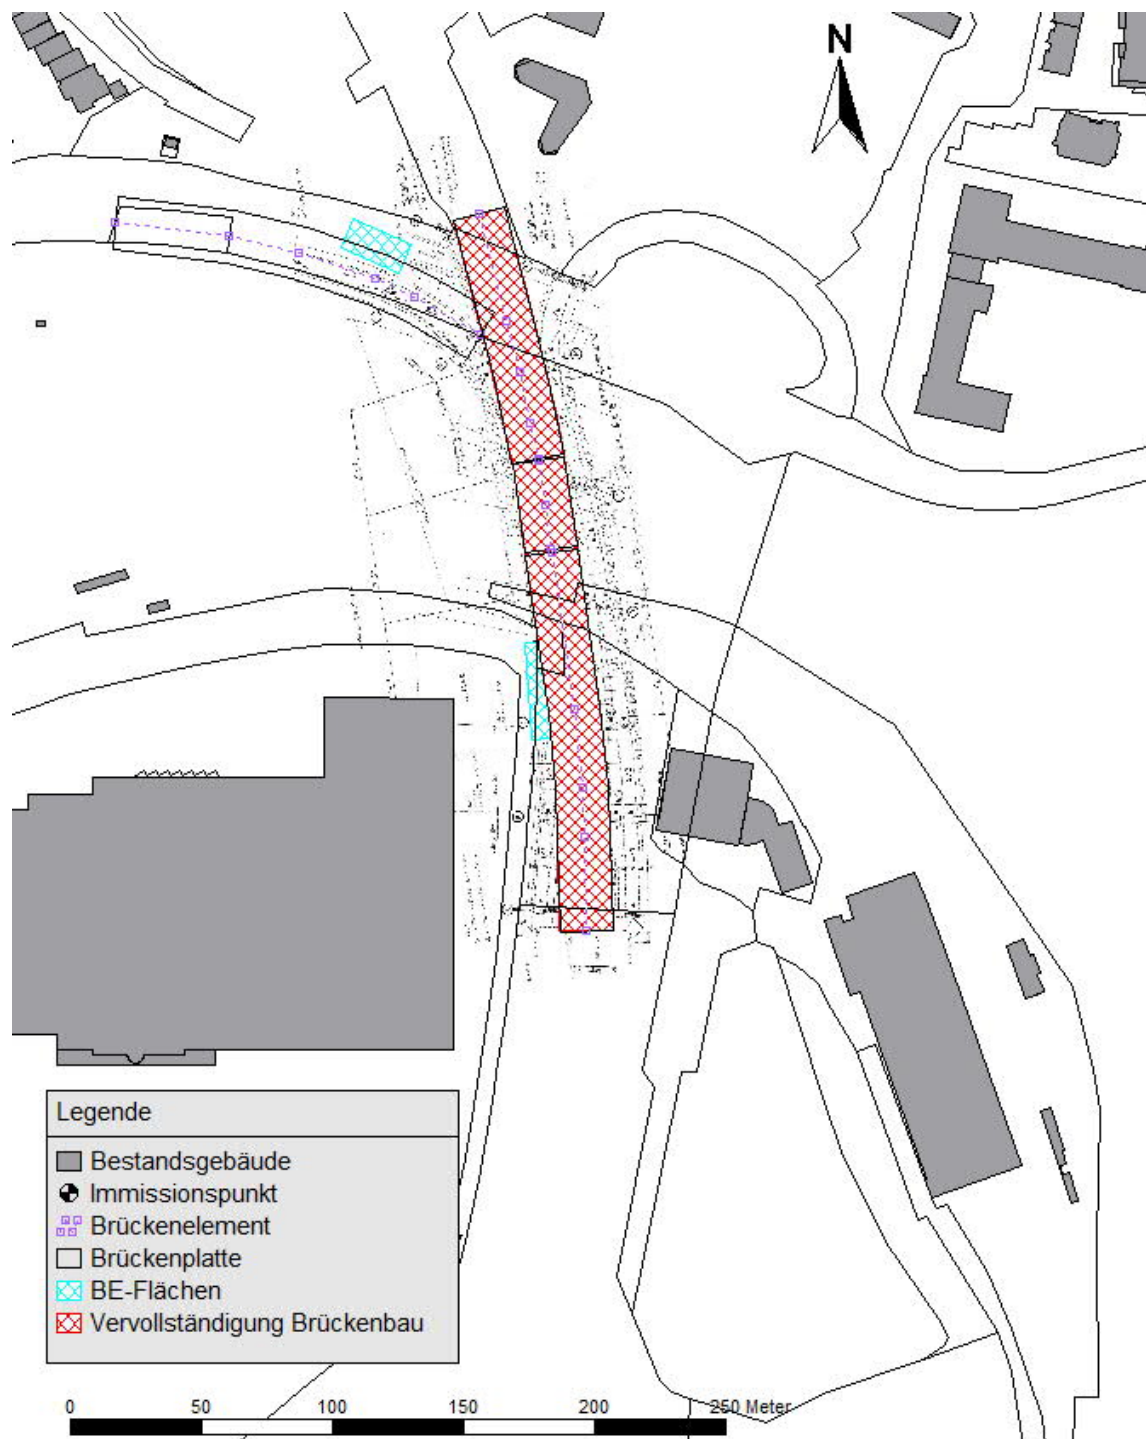 N
Legende
Bestandsgebäude
Immissionspunkt
Brückenelement
Brückenplatte
BE-Flächen
Vervollständigung Brückenbau
0 50 100 150 200 250 Meter